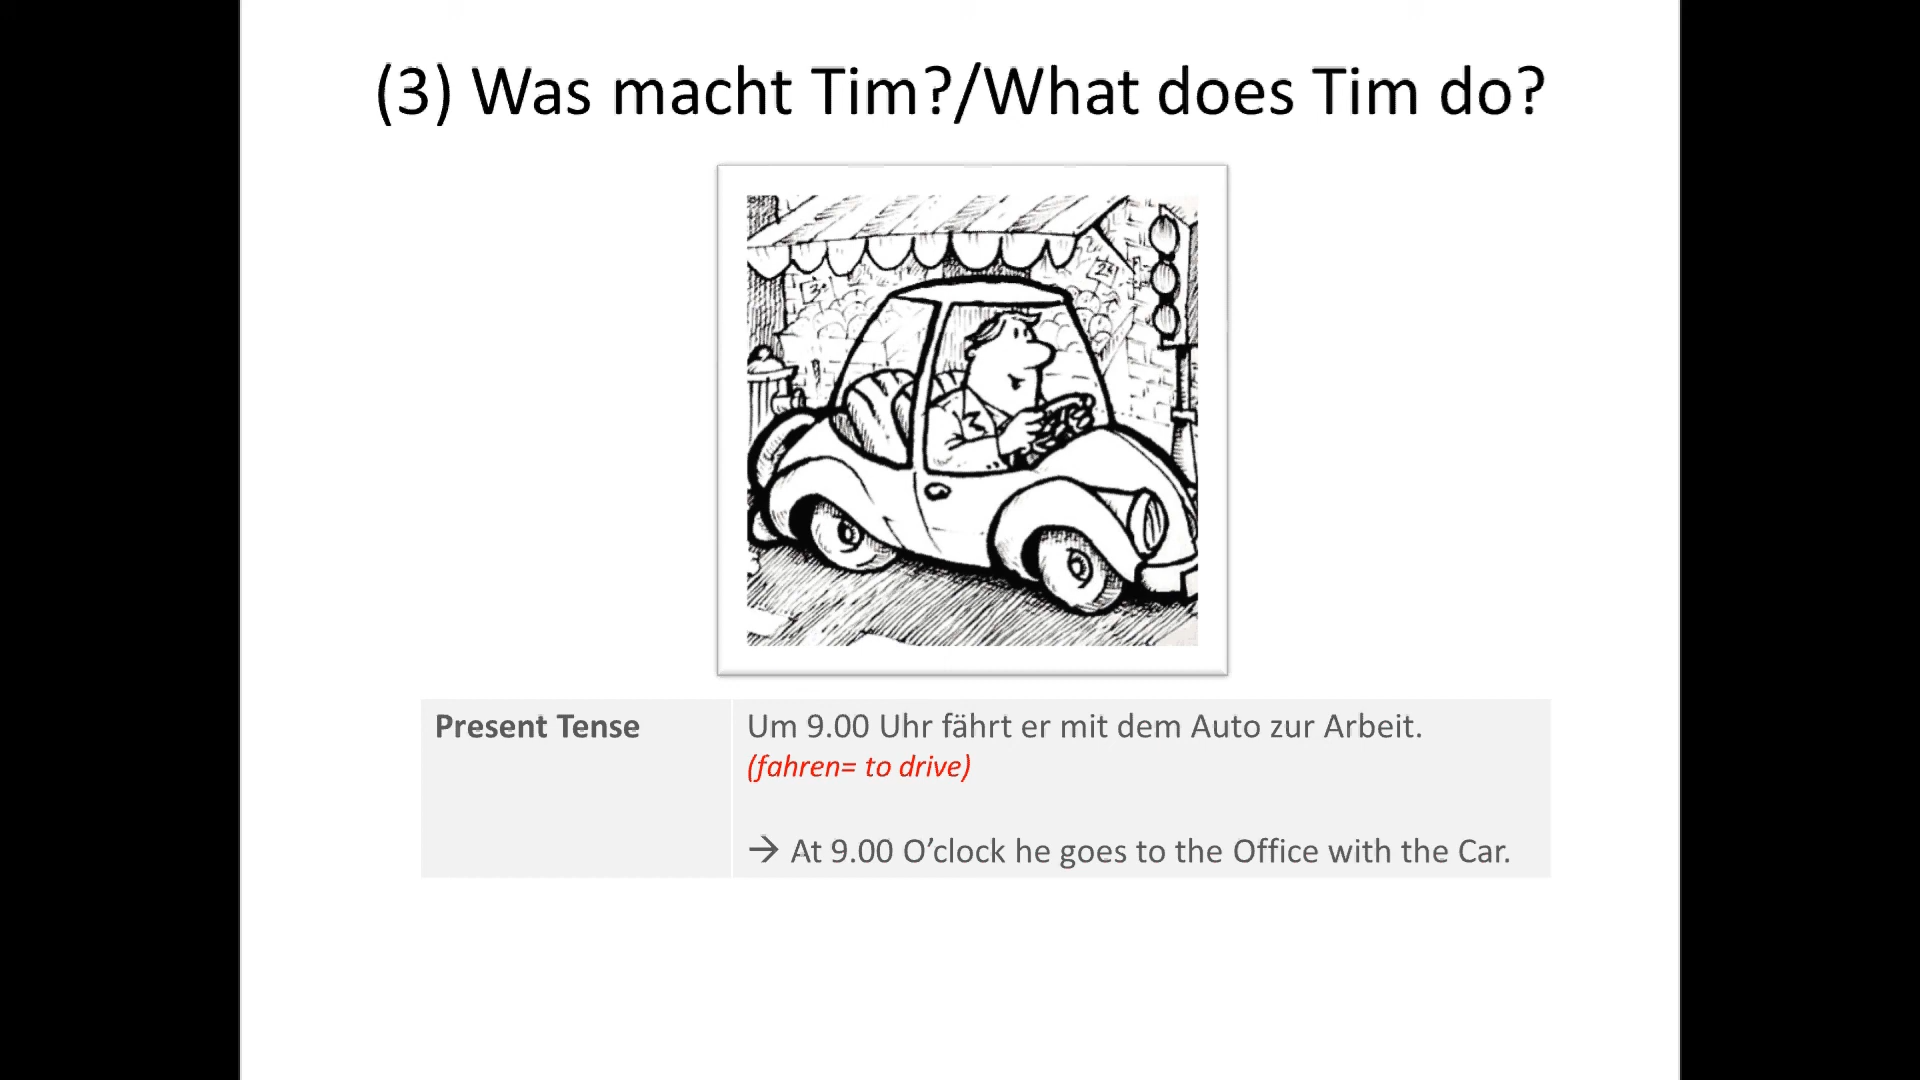 (3) Was macht Tim?/What does Tim do?
Present Tense
Um 9.00 Uhr fährt er mit dem Auto zur Arbeit.
(fahren= to drive)
→ At 9.00 O’clock he goes to the Office with the Car.